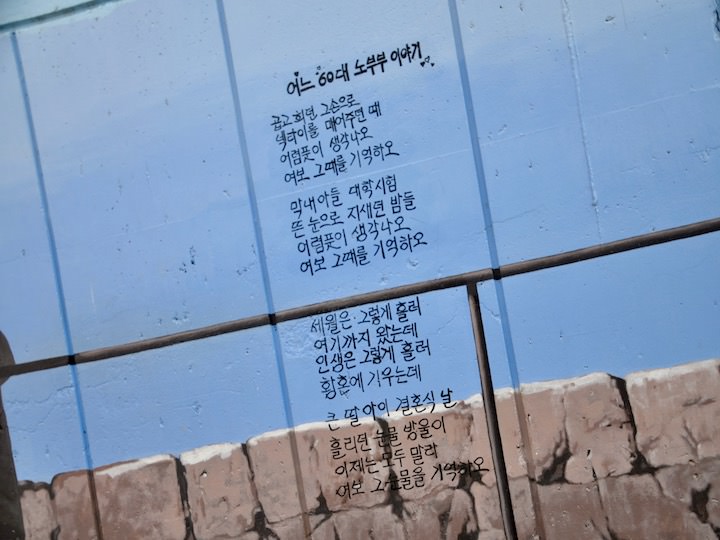 어느 60대 노부부 이야기
곱고 희던 그손으로
넥타이를 매어주던 때
어렴풋이 생각나오
여보 그때를 기억하오
막내아들 대학시험
뜬 눈으로 지새던 밤들
어렴풋이 생각나오
여보 그때를 기억하오
세월은 그렇게 흘러
여기까지 왔는데
인생은 그렇게 흘러
황혼에 기우는데
큰 딸아이 결혼식 날
흘리던 눈물 방울이
이제는 모두 말라
여보 그눈물을 기억하오